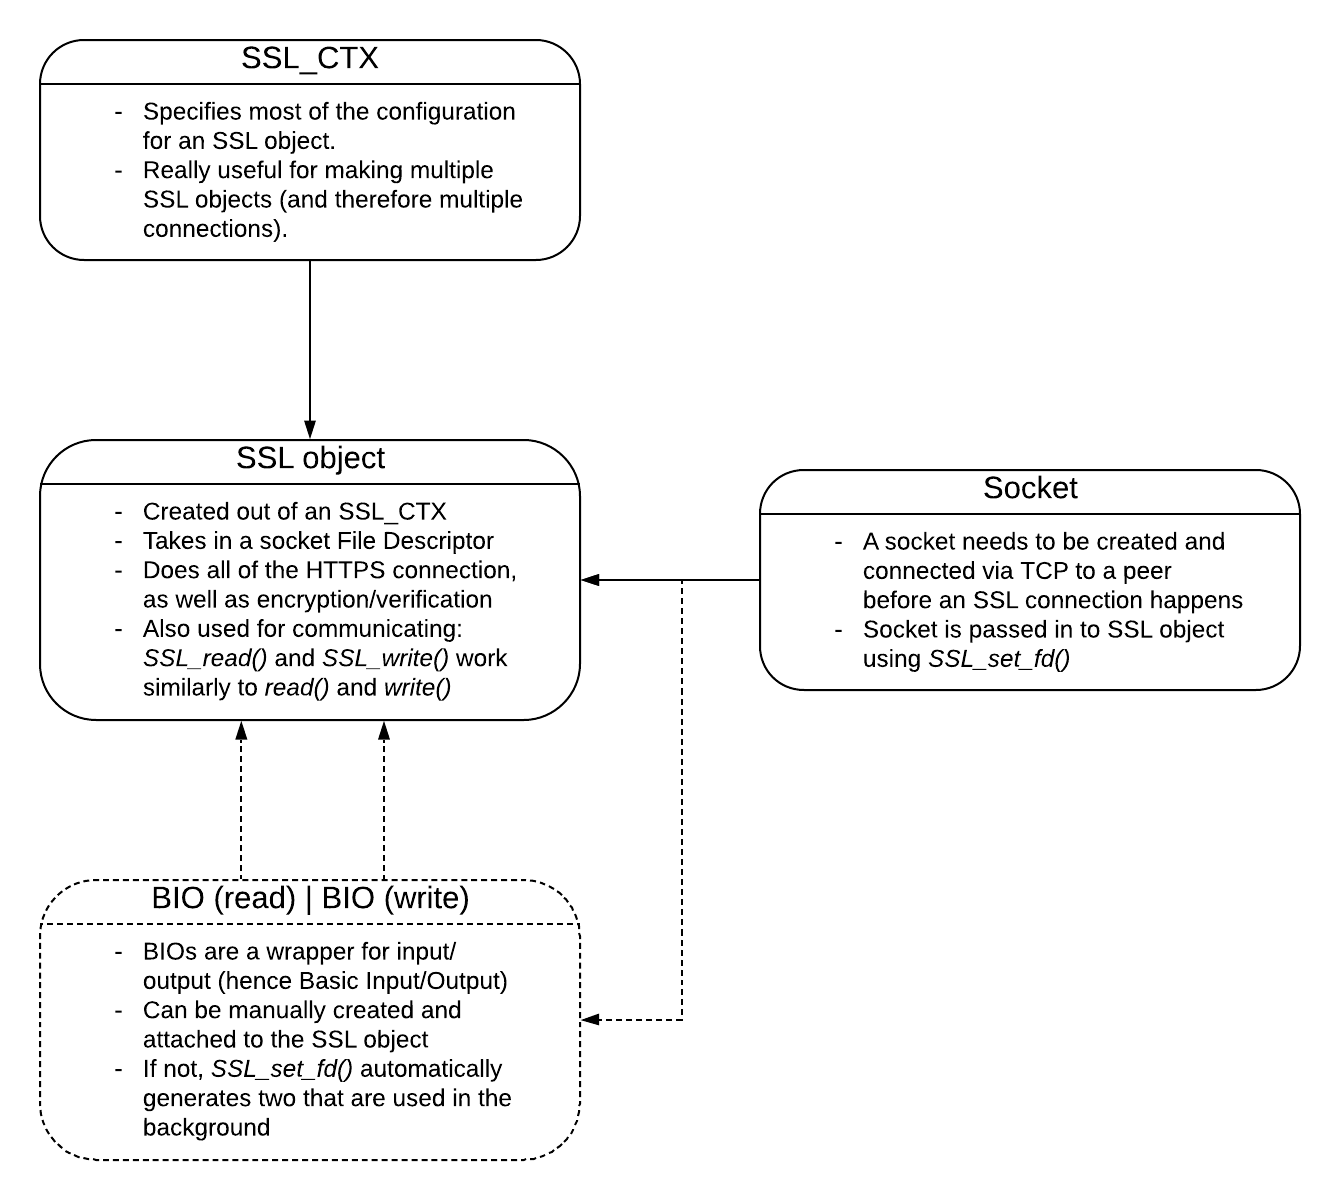 SSL_CTX
- Specifies most of the configuration
for an SSL object.
- Really useful for making multiple
SSL objects (and therefore multiple
connections).
SSL object
- Created out of an SSL_CTX
- Takes in a socket File Descriptor
- Does all of the HTTPS connection,
as well as encryption/verification
- Also used for communicating:
SSL_read() and SSL_write() work
similarly to read() and write()
Socket
- A socket needs to be created and
connected via TCP to a peer
before an SSL connection happens
- Socket is passed in to SSL object
using SSL_set_fd()
BIO (read) | BIO (write)
- BIOs are a wrapper for input/
output (hence Basic Input/Output)
- Can be manually created and
attached to the SSL object
- If not, SSL_set_fd() automatically
generates two that are used in the
background